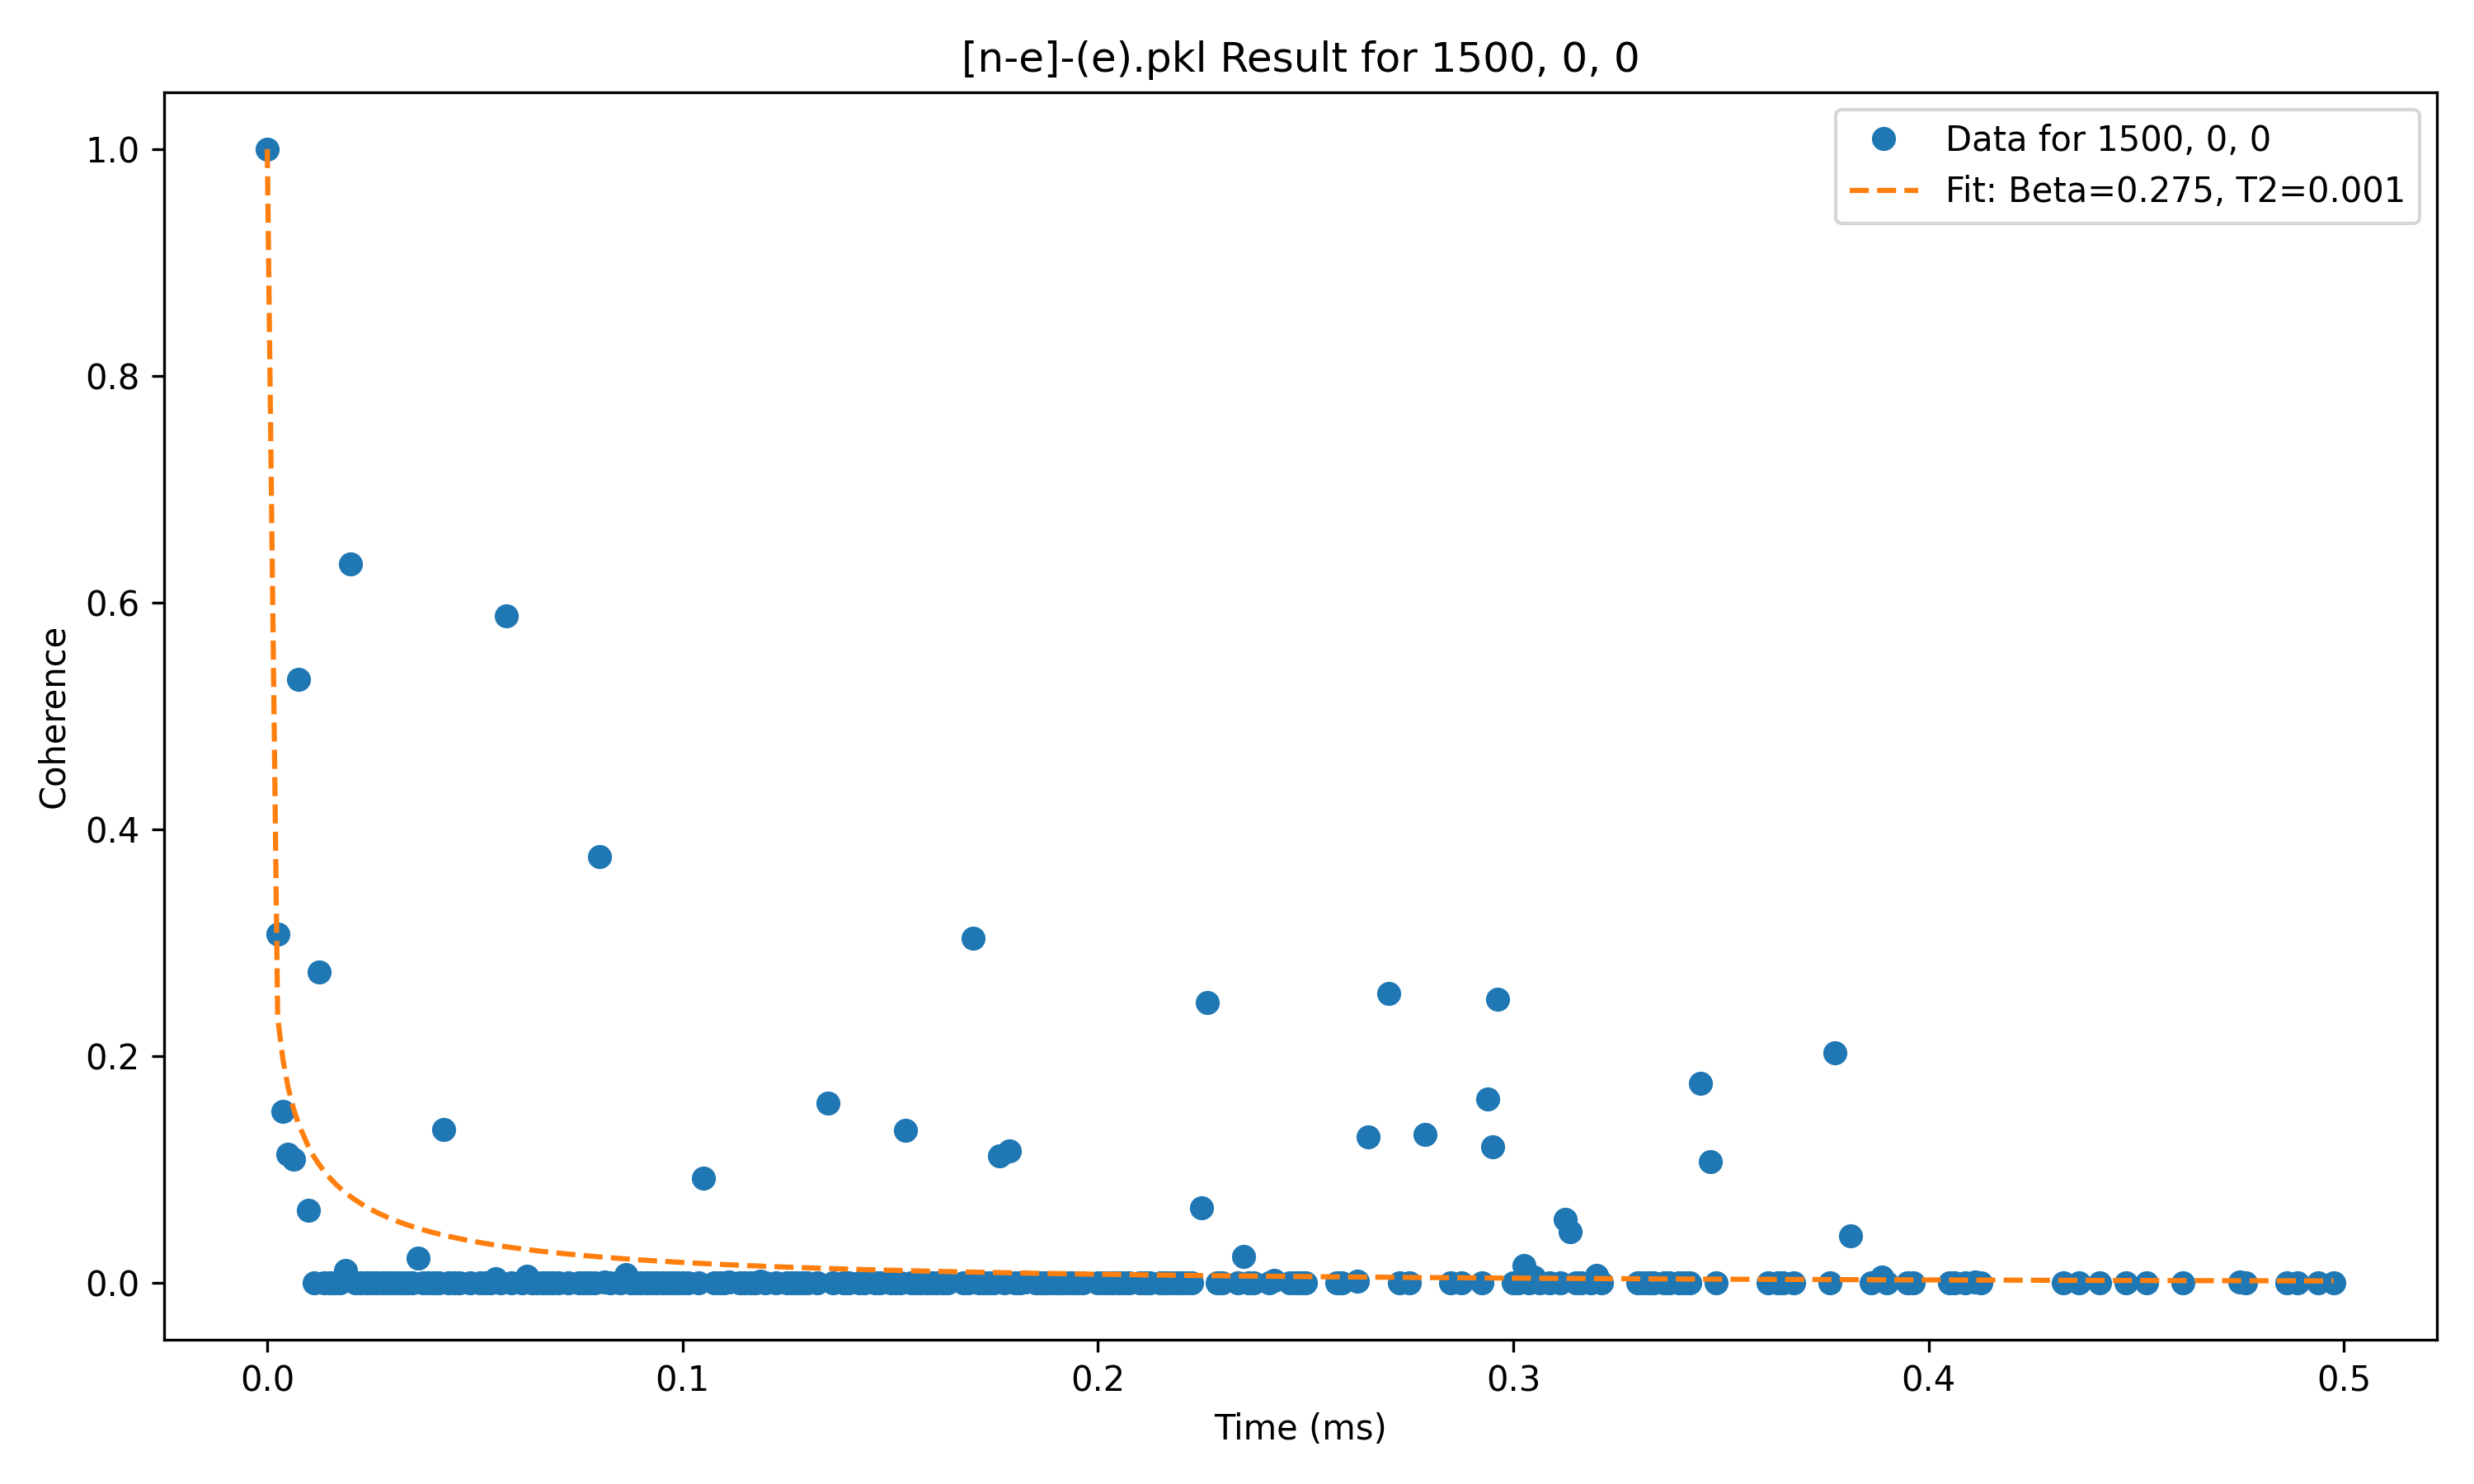 [n-e]-(e).pkl Result for 1500, 0, 0
Data for 1500, 0, 0
Fit: Beta=0.275, T2=0.001
Coherence
1.0
0.8
0.6
0.4
0.2
0.0
0.0 0.1 0.2 0.3 0.4 0.5
Time (ms)